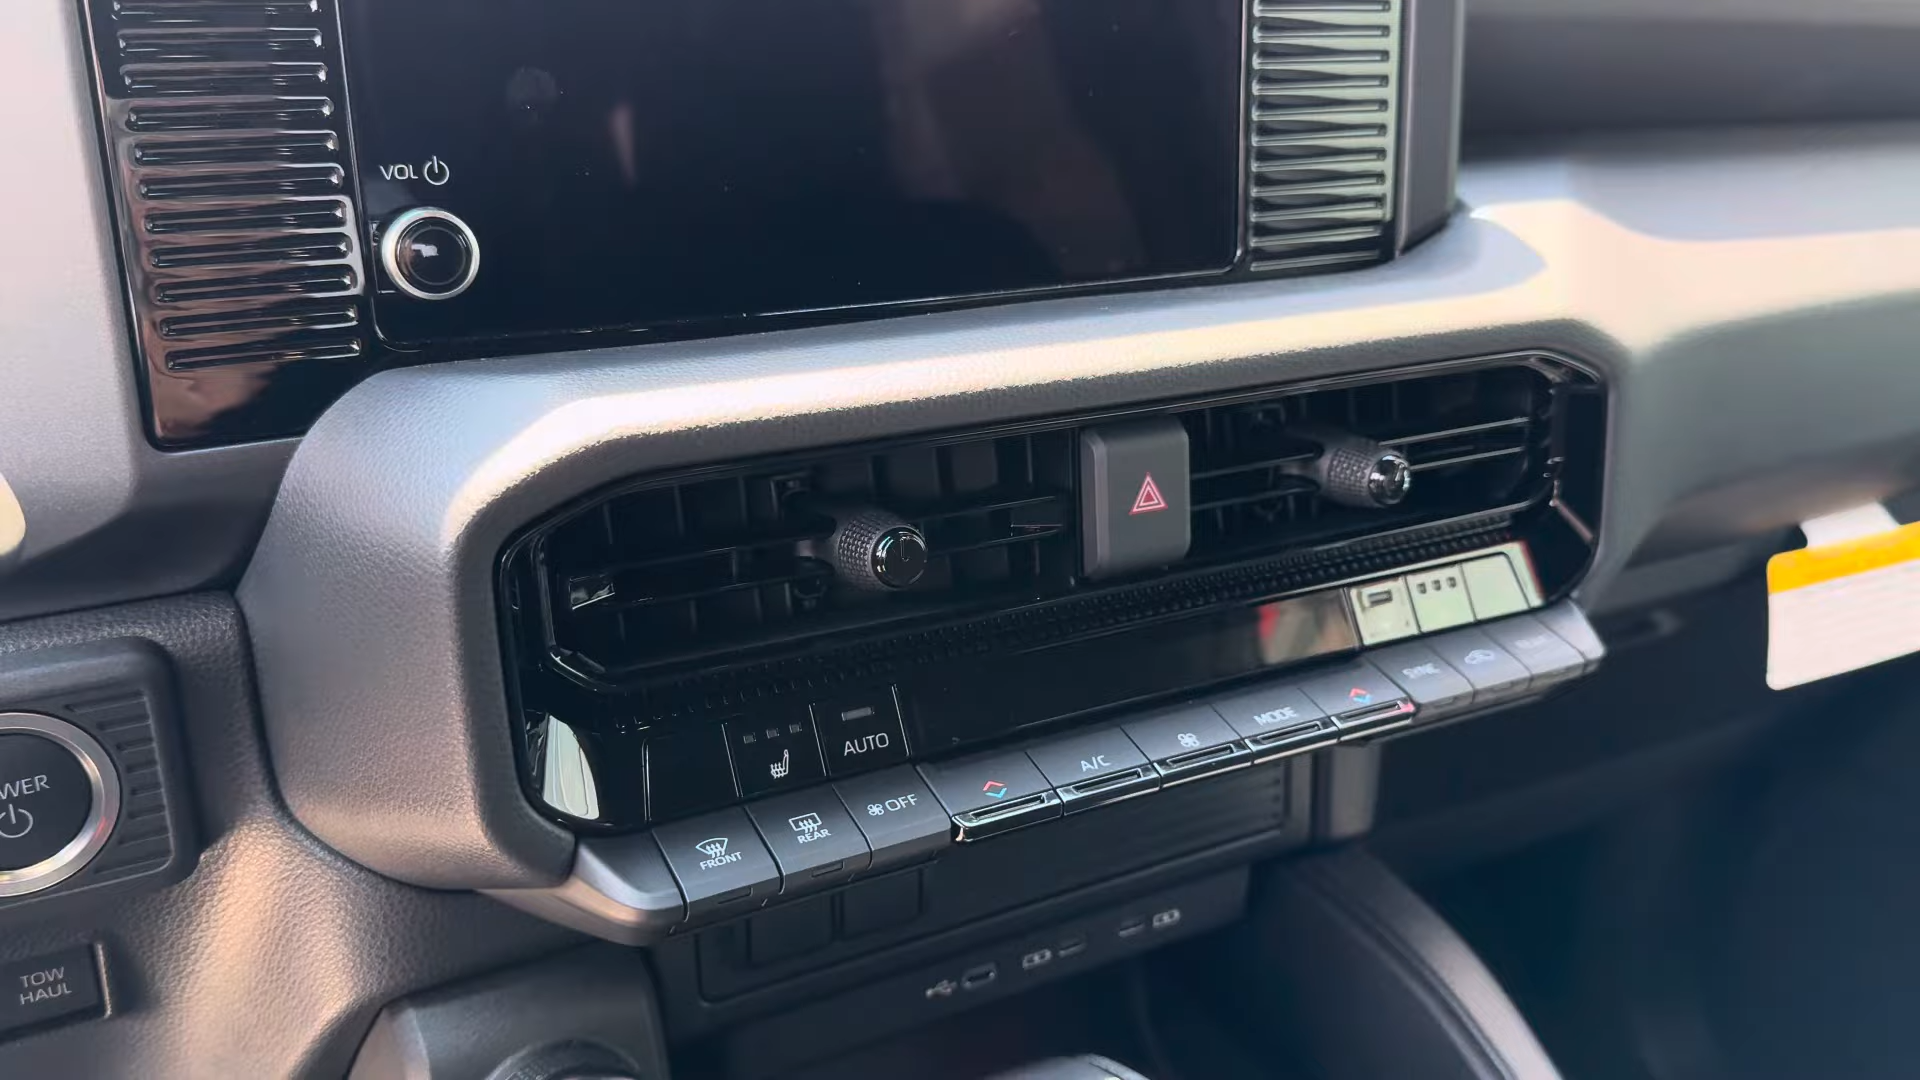 VOL
AUTO
FRONT
REAR
OFF
A/C
MODE
SYNC
WER
TOW
HAUL